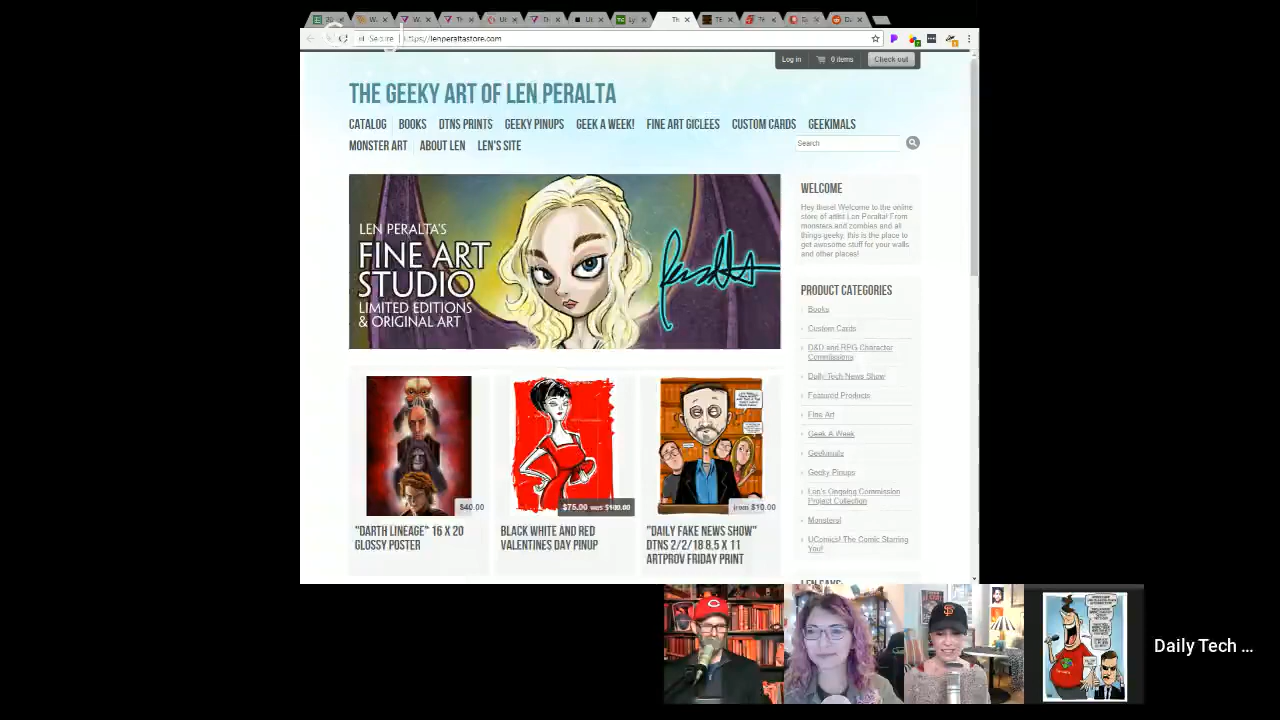 Secure
https://lenperaltastore.com
Log in
0 items
Check out
THE GEEKY ART OF LEN PERALTA
CATALOG
BOOKS
DTNS PRINTS
GEEKY PINUPS
GEEK A WEEK!
FINE ART GICLEES
CUSTOM CARDS
GEEKIMALS
MONSTER ART
ABOUT LEN
LEN'S SITE
Search
LEN PERALTA'S
FINE ART
STUDIO
LIMITED EDITIONS
& ORIGINAL ART
Peralta
WELCOME
Hey there! Welcome to the online
store of artist Len Peralta! From
monsters and zombies and all
things geeky, this is the place to
get awesome stuff for your walls
and other places!
PRODUCT CATEGORIES
Books
Custom Cards
D&D and RPG Character
Commissions
Daily Tech News Show
Featured Products
Fine Art
Geek A Week
Geekimals
Geeky Pinups
Len's Ongoing Commission
Project Collection
Monsters!
UComics! The Comic Starring
You!
$40.00
"DARTH LINEAGE" 16 X 20
GLOSSY POSTER
$75.00 was $100.00
BLACK WHITE AND RED
VALENTINES DAY PINUP
from $10.00
"DAILY FAKE NEWS SHOW"
DTNS 2/2/18 8.5 X 11
ARTPROV FRIDAY PRINT
LEN SAYS:
Daily Tech ...